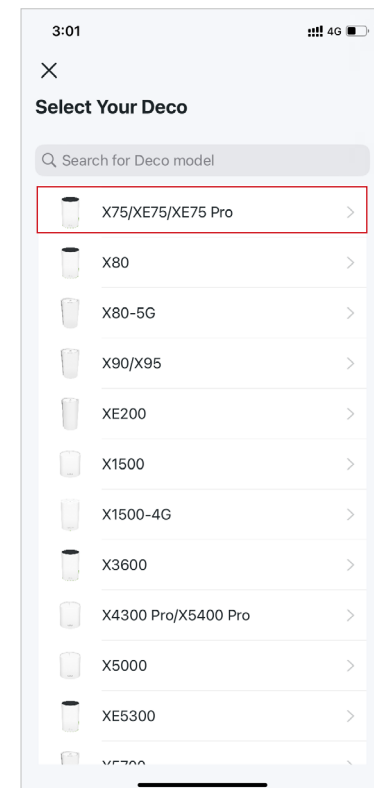 3:01 4G
Select Your Deco
Search for Deco model
X75/XE75/XE75 Pro
X80
X80-5G
X90/X95
XE200
X1500
X1500-4G
X3600
X4300 Pro/X5400 Pro
X5000
XE5300